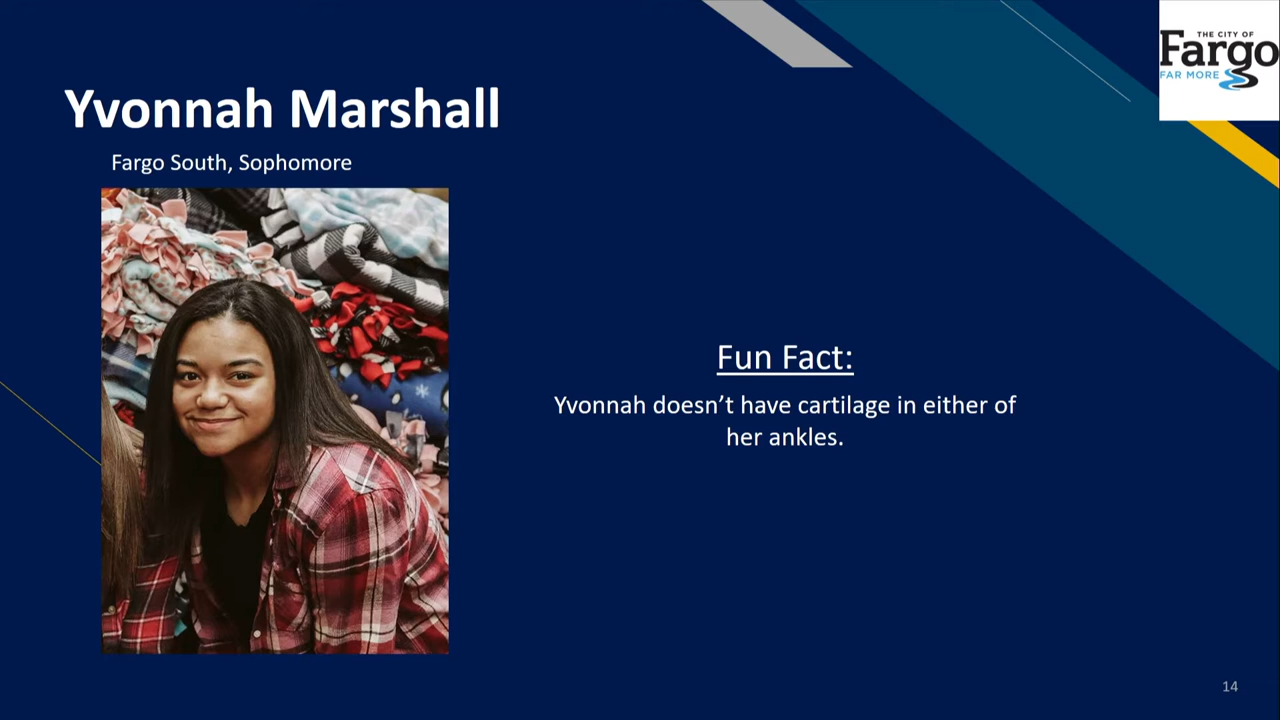 THE CITY OF
Fargo
FAR MORE
Yvonnah Marshall
Fargo South, Sophomore
Fun Fact:
Yvonnah doesn’t have cartilage in either of
her ankles.
14